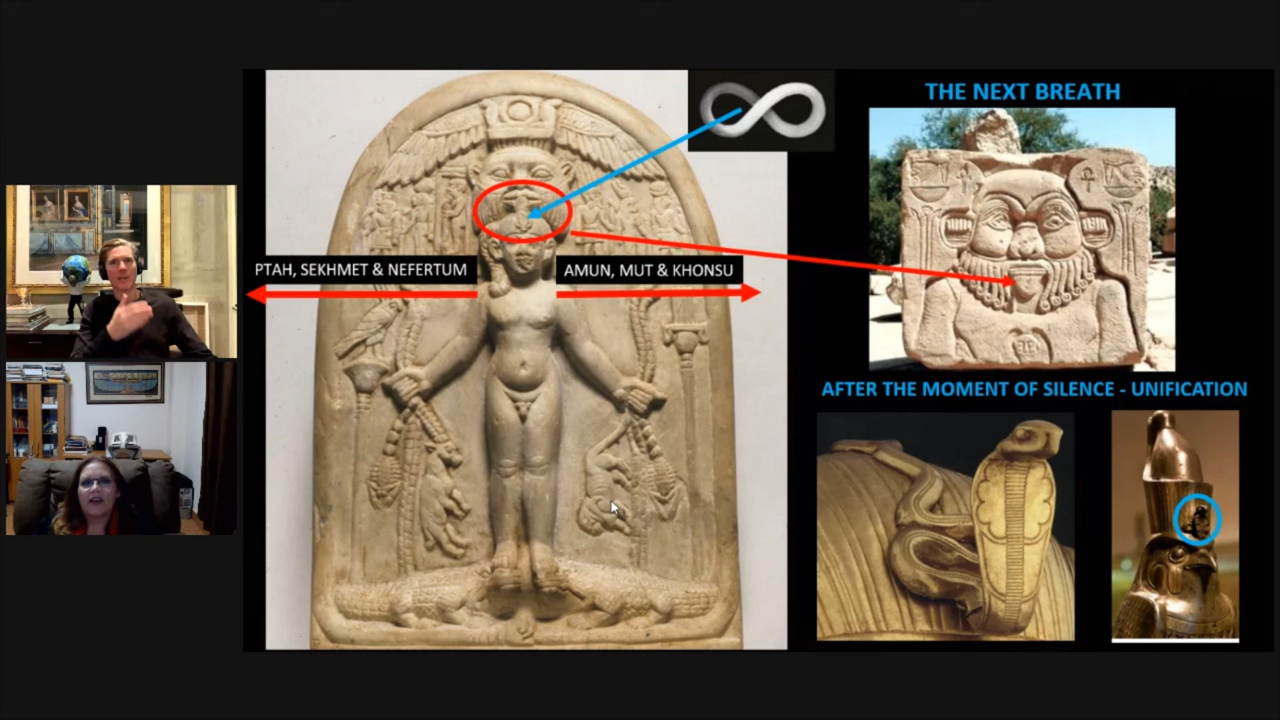 THE NEXT BREATH
PTAH, SEKHMET & NEFERTUM
AMUN, MUT & KHONSU
AFTER THE MOMENT OF SILENCE - UNIFICATION